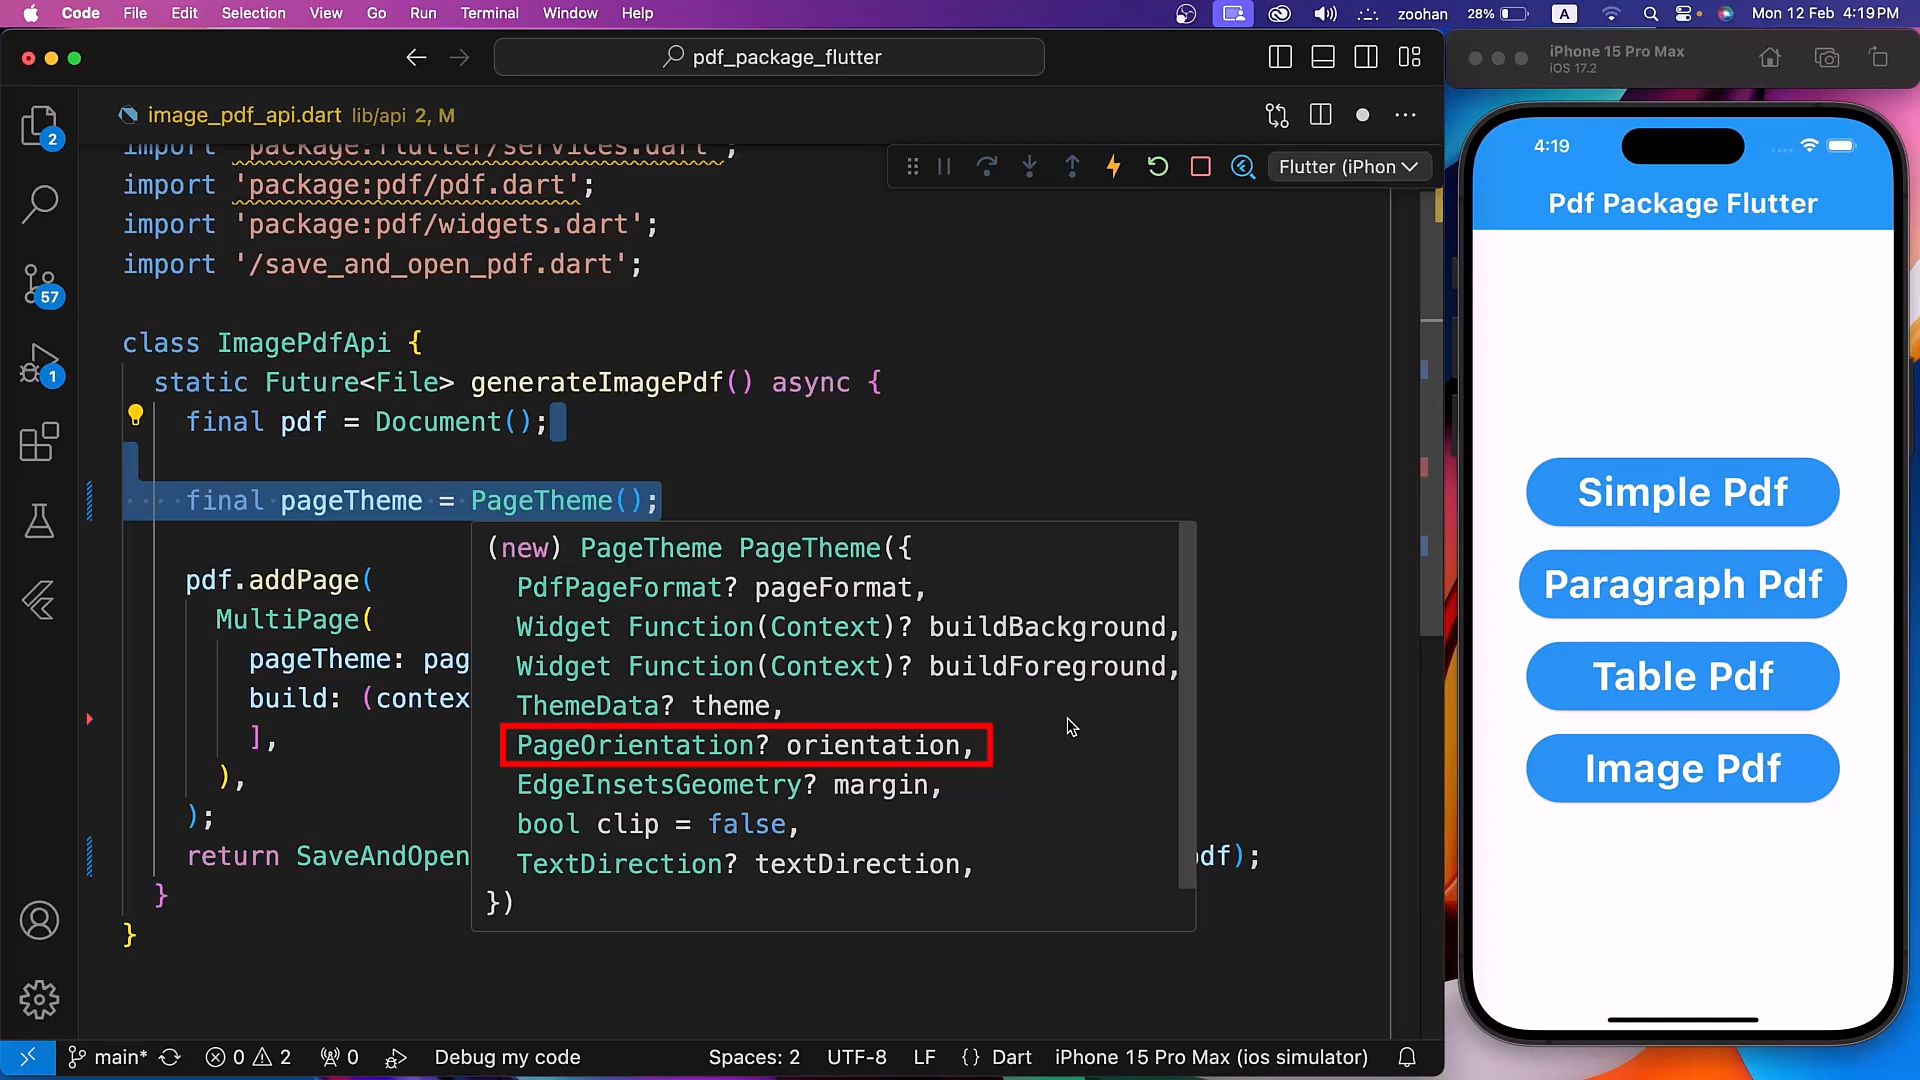 Code File Edit Selection View Go Run Terminal Window Help
zoohan 28% A Mon 12 Feb 4:19 PM
pdf_package_flutter
image_pdf_api.dart lib/api 2, M
import 'package:flutter/services.dart';
Flutter (iPhon
import 'package:pdf/pdf.dart';
import 'package:pdf/widgets.dart';
import '/save_and_open_pdf.dart';
class ImagePdfApi {
static Future<File> generateImagePdf() async {
final pdf = Document();
final pageTheme = PageTheme();
(new) PageTheme PageTheme({
PdfPageFormat? pageFormat,
Widget Function(Context)? buildBackground,
Widget Function(Context)? buildForeground,
ThemeData? theme,
PageOrientation? orientation,
EdgeInsetsGeometry? margin,
bool clip = false,
TextDirection? textDirection,
})
pdf.addPage(
MultiPage(
pageTheme: pag
build: (contex
],
),
);
return SaveAndOpen
pdf);
}
}
2
57
1
main* 0 2 0 Debug my code Spaces: 2 UTF-8 LF {} Dart iPhone 15 Pro Max (ios simulator)
iPhone 15 Pro Max
iOS 17.2
4:19
Pdf Package Flutter
Simple Pdf
Paragraph Pdf
Table Pdf
Image Pdf